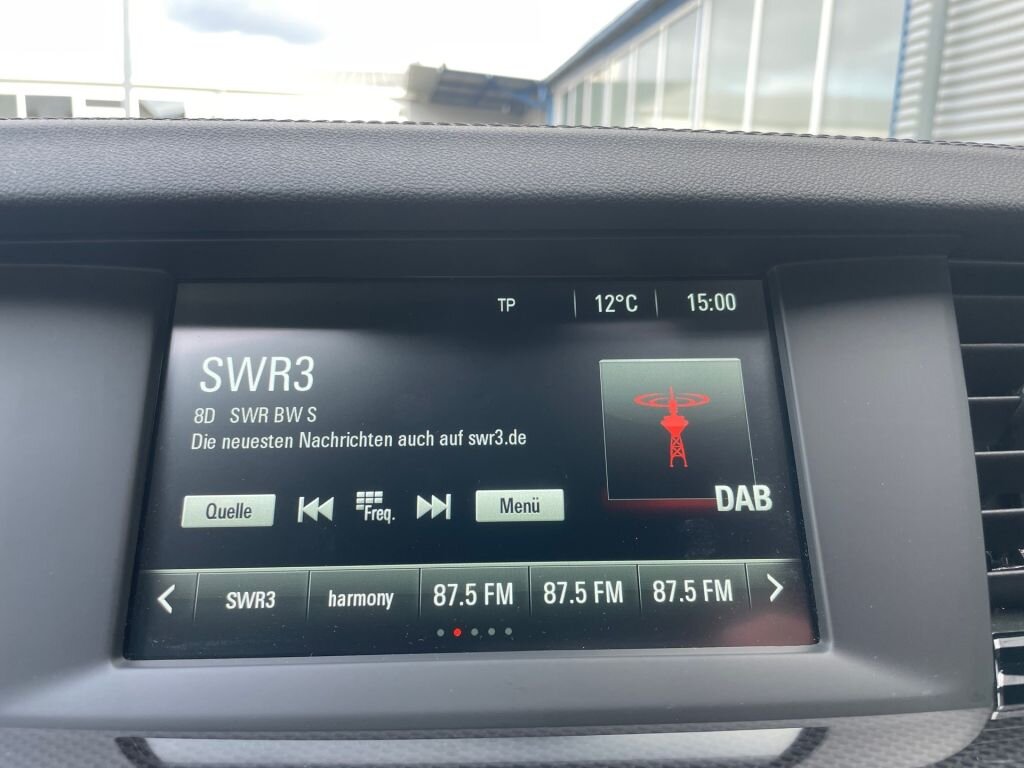 TP 12°C 15:00
SWR3
8D SWR BW S
Die neuesten Nachrichten auch auf swr3.de
DAB
Quelle Freq. Menü
SWR3 harmony 87.5 FM 87.5 FM 87.5 FM